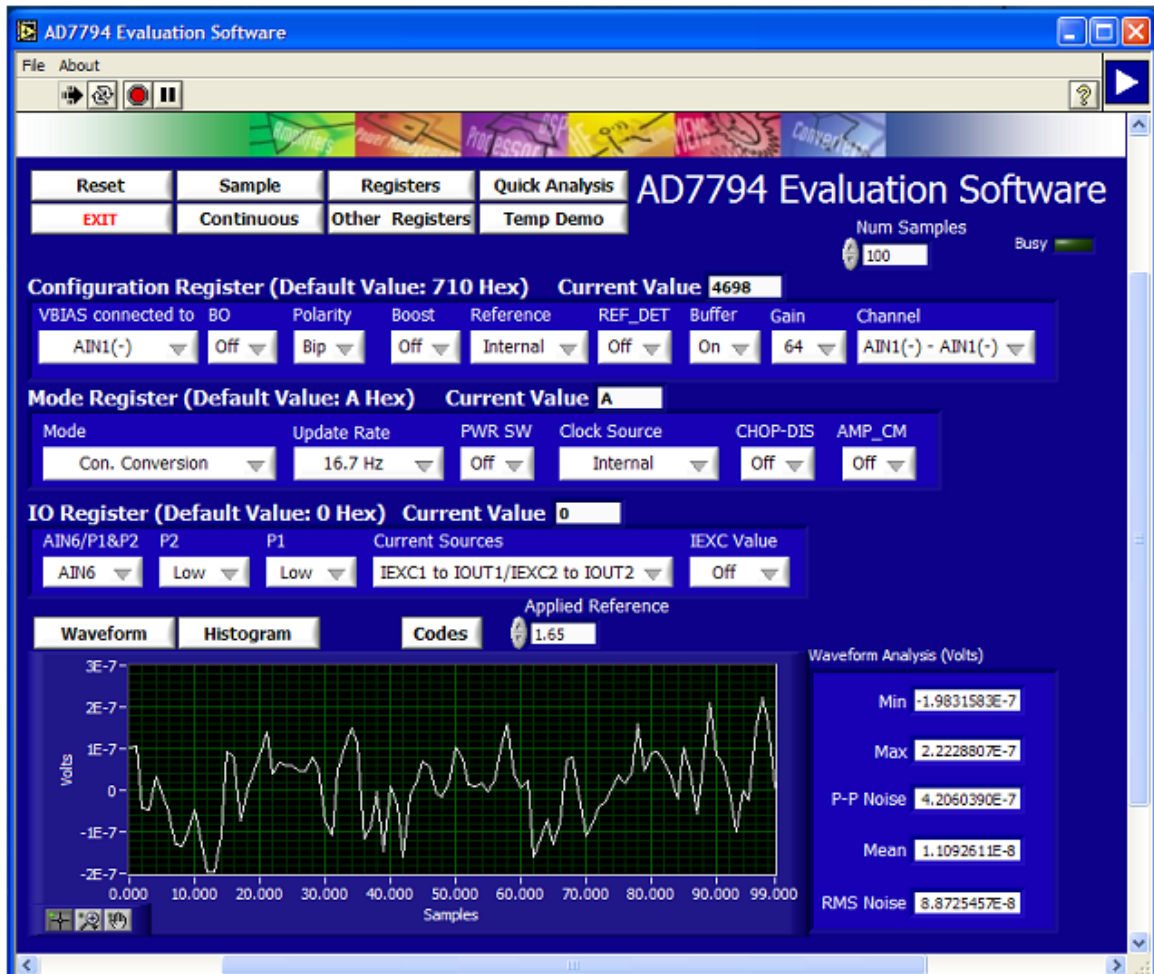 AD7794 Evaluation Software
File About
Amplifiers Power Management Processor DSP MEMS Converters
Reset Sample Registers Quick Analysis AD7794 Evaluation Software
EXIT Continuous Other Registers Temp Demo
Num Samples
100 Busy
Configuration Register (Default Value: 710 Hex) Current Value 4698
VBIAS connected to BO Polarity Boost Reference REF_DET Buffer Gain Channel
AIN1(-) Off Bip Off Internal Off On 64 AIN1(-) - AIN1(-)
Mode Register (Default Value: A Hex) Current Value A
Mode Update Rate PWR SW Clock Source CHOP-DIS AMP_CM
Con. Conversion 16.7 Hz Off Internal Off Off
IO Register (Default Value: 0 Hex) Current Value 0
AIN6/P1&P2 P2 P1 Current Sources IEXC Value
AIN6 Low Low IEXC1 to IOUT1/IEXC2 to IOUT2 Off
Applied Reference
Waveform Histogram Codes 1.65
Waveform Analysis (Volts)
3E-7
2E-7
1E-7
0
-1E-7
-2E-7
Volts
0.000 10.000 20.000 30.000 40.000 50.000 60.000 70.000 80.000 90.000 99.000
Samples
Min -1.9831583E-7
Max 2.2228807E-7
P-P Noise 4.2060390E-7
Mean 1.1092611E-8
RMS Noise 8.8725457E-8